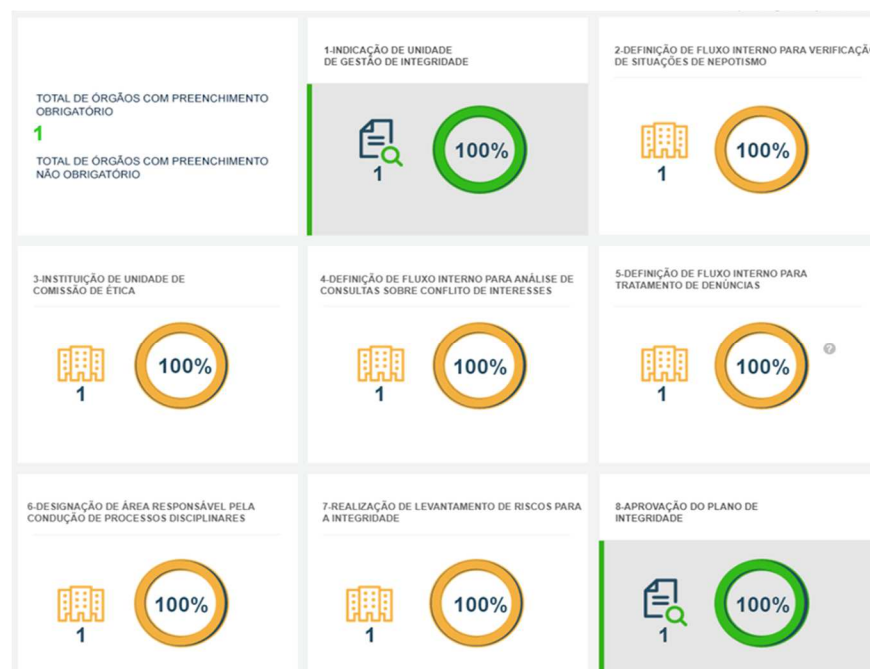 TOTAL DE ÓRGÃOS COM PREENCHIMENTO
OBRIGATÓRIO
1
TOTAL DE ÓRGÃOS COM PREENCHIMENTO
NÃO OBRIGATÓRIO
1-INDICAÇÃO DE UNIDADE
DE GESTÃO DE INTEGRIDADE
100%
1
2-DEFINIÇÃO DE FLUXO INTERNO PARA VERIFICAÇÃO
DE SITUAÇÕES DE NEPOTISMO
100%
1
3-INSTITUIÇÃO DE UNIDADE DE
COMISSÃO DE ÉTICA
100%
1
4-DEFINIÇÃO DE FLUXO INTERNO PARA ANÁLISE DE
CONSULTAS SOBRE CONFLITO DE INTERESSES
100%
1
5-DEFINIÇÃO DE FLUXO INTERNO PARA
TRATAMENTO DE DENÚNCIAS
100%
?
1
6-DESIGNAÇÃO DE ÁREA RESPONSÁVEL PELA
CONDUÇÃO DE PROCESSOS DISCIPLINARES
100%
1
7-REALIZAÇÃO DE LEVANTAMENTO DE RISCOS PARA
A INTEGRIDADE
100%
1
8-APROVAÇÃO DO PLANO DE
INTEGRIDADE
100%
1